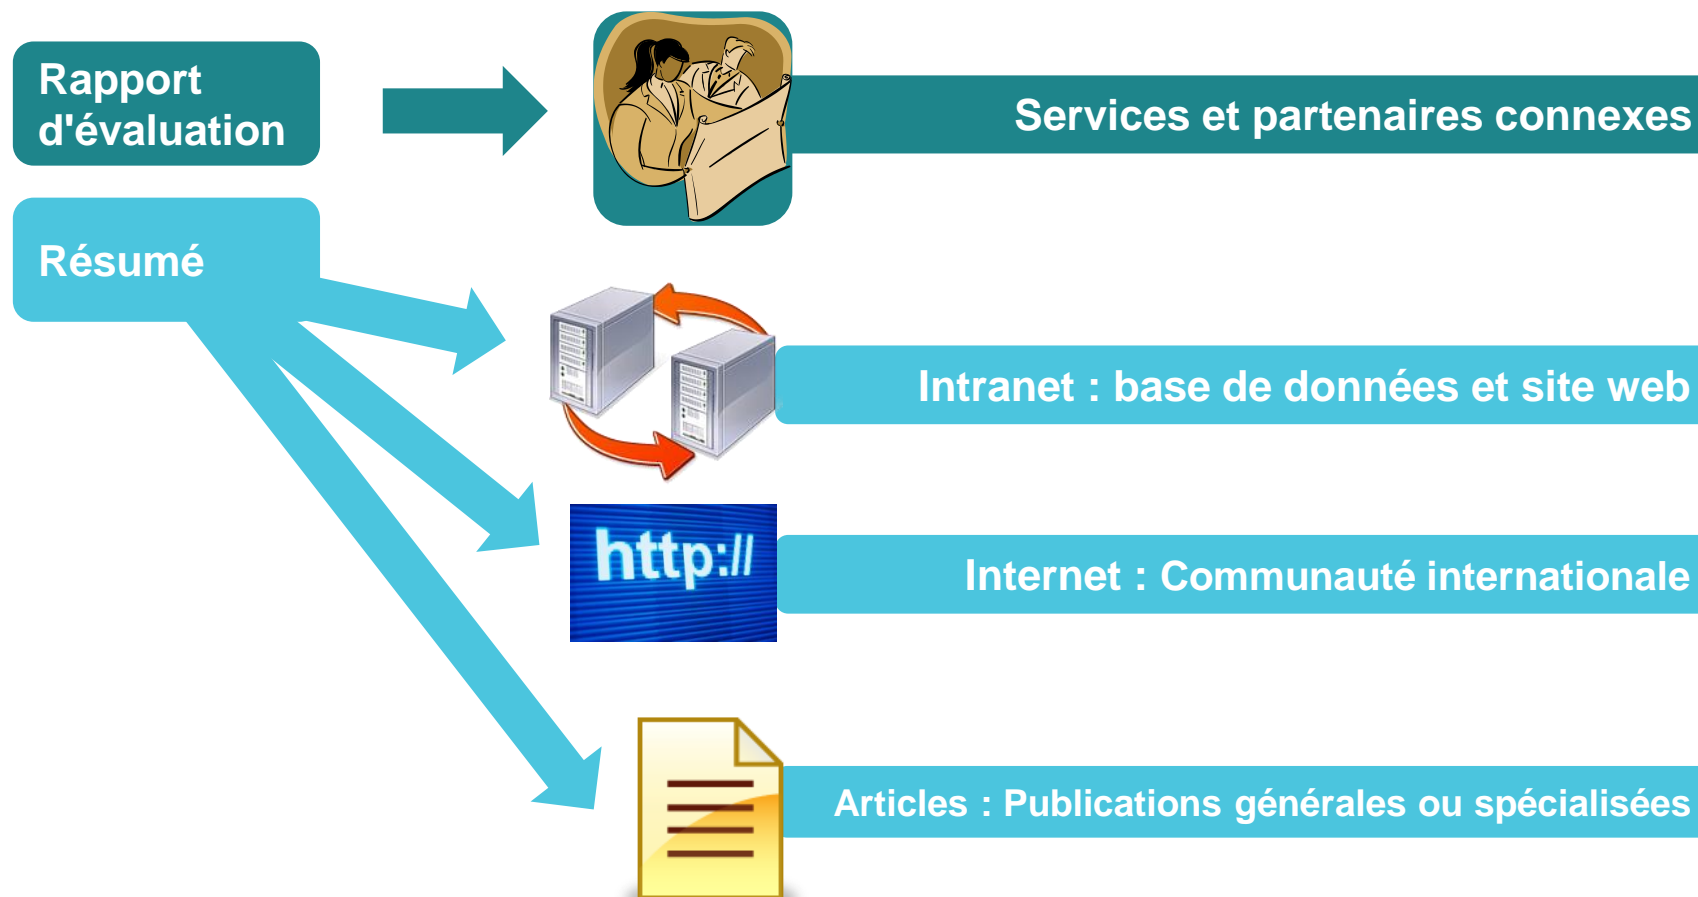 Rapport
d'évaluation
Services et partenaires connexes
Résumé
Intranet : base de données et site web
http://
Internet : Communauté internationale
Articles : Publications générales ou spécialisées